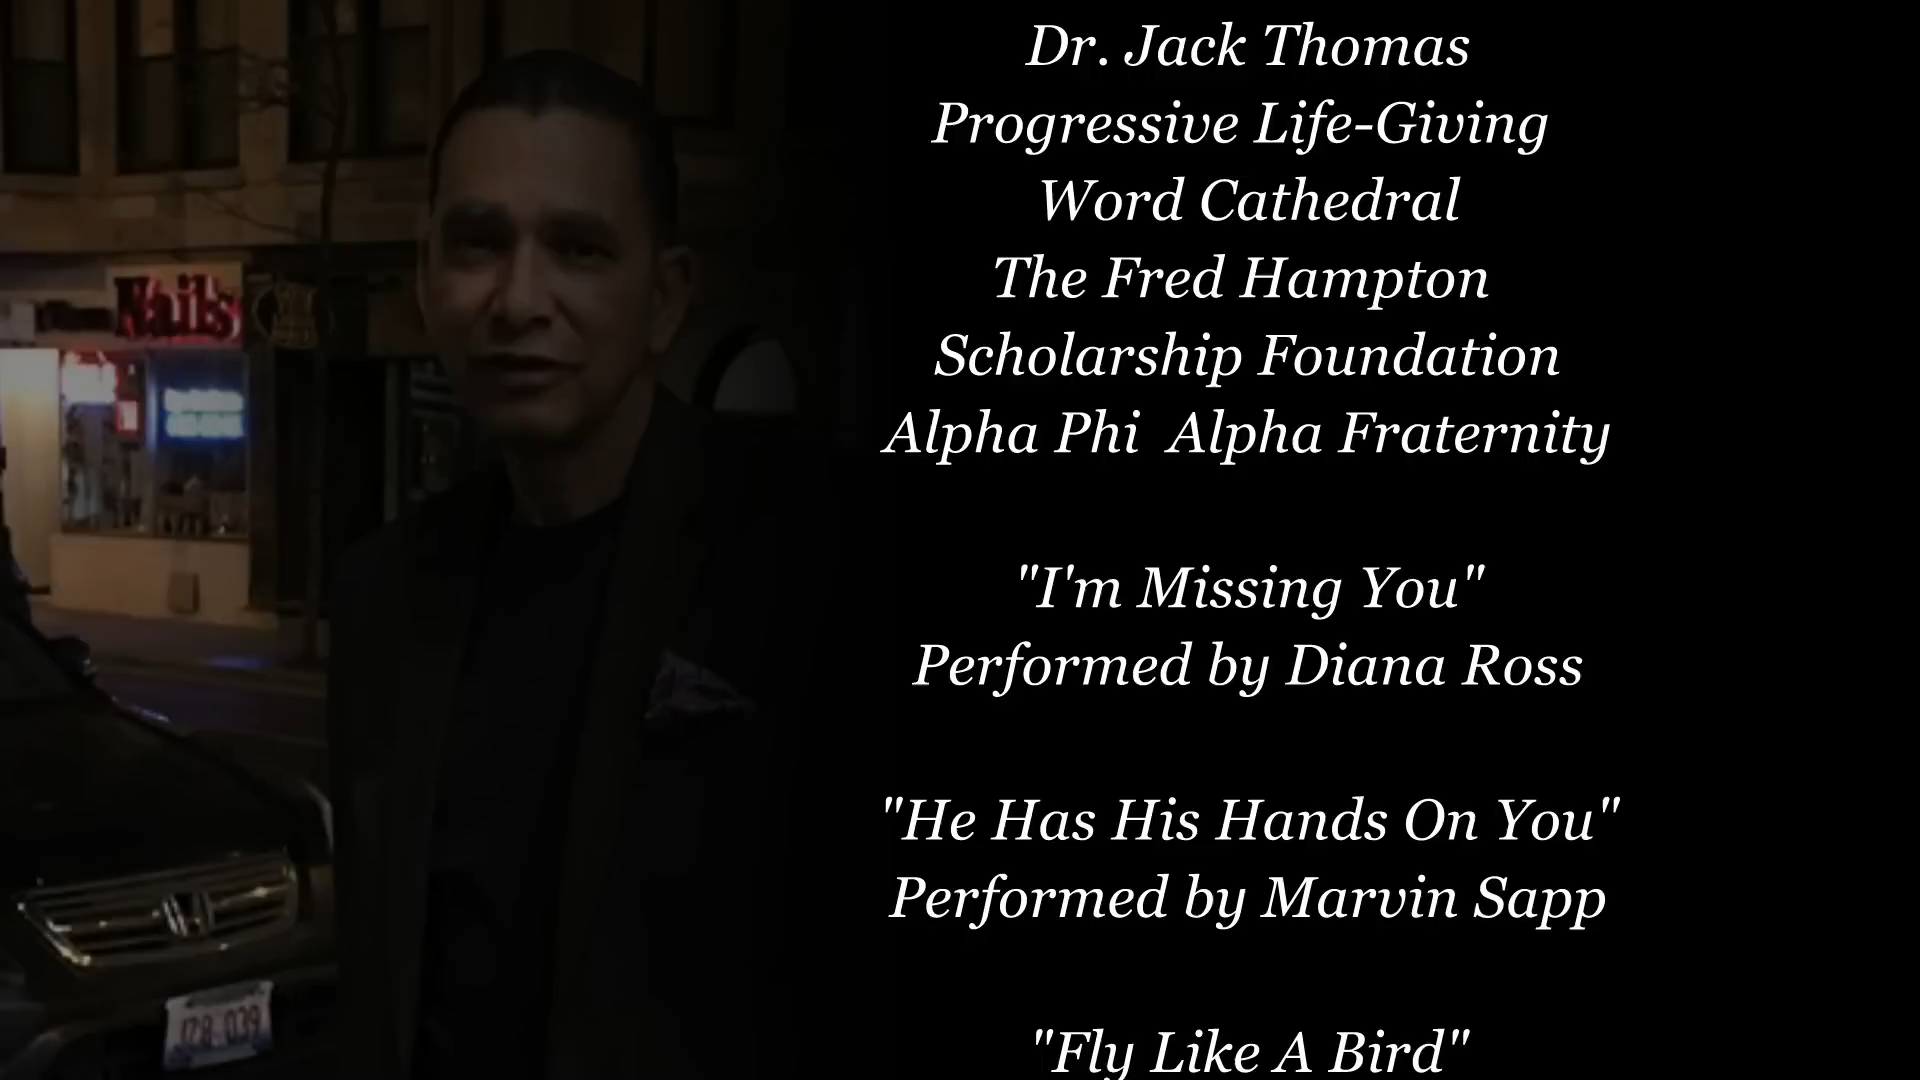 Dr. Jack Thomas
Progressive Life-Giving
Word Cathedral
The Fred Hampton
Scholarship Foundation
Alpha Phi  Alpha Fraternity
"I'm Missing You"
Performed by Diana Ross
"He Has His Hands On You"
Performed by Marvin Sapp
"Fly Like A Bird"
Nails